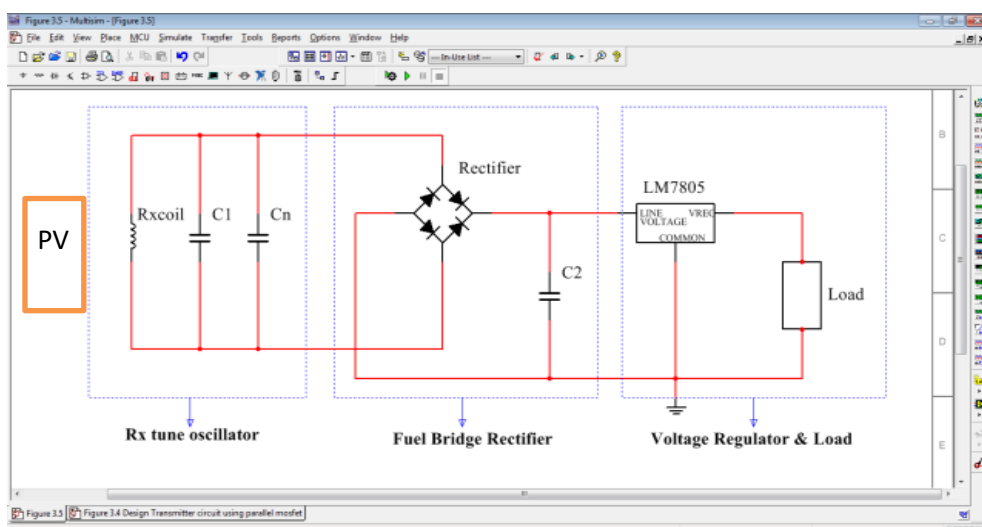 Figure 3.5 - Multisim - [Figure 3.5]
File Edit View Place MCU Simulate Transfer Tools Reports Options Window Help
--- In-Use List ---
B
Rectifier
LM7805
PV
Rxcoil
C1
Cn
LINE VREG
VOLTAGE
COMMON
C
C2
Load
D
Rx tune oscillator
Fuel Bridge Rectifier
Voltage Regulator & Load
E
Figure 3.5
Figure 3.4 Design Transmitter circuit using parallel mosfet